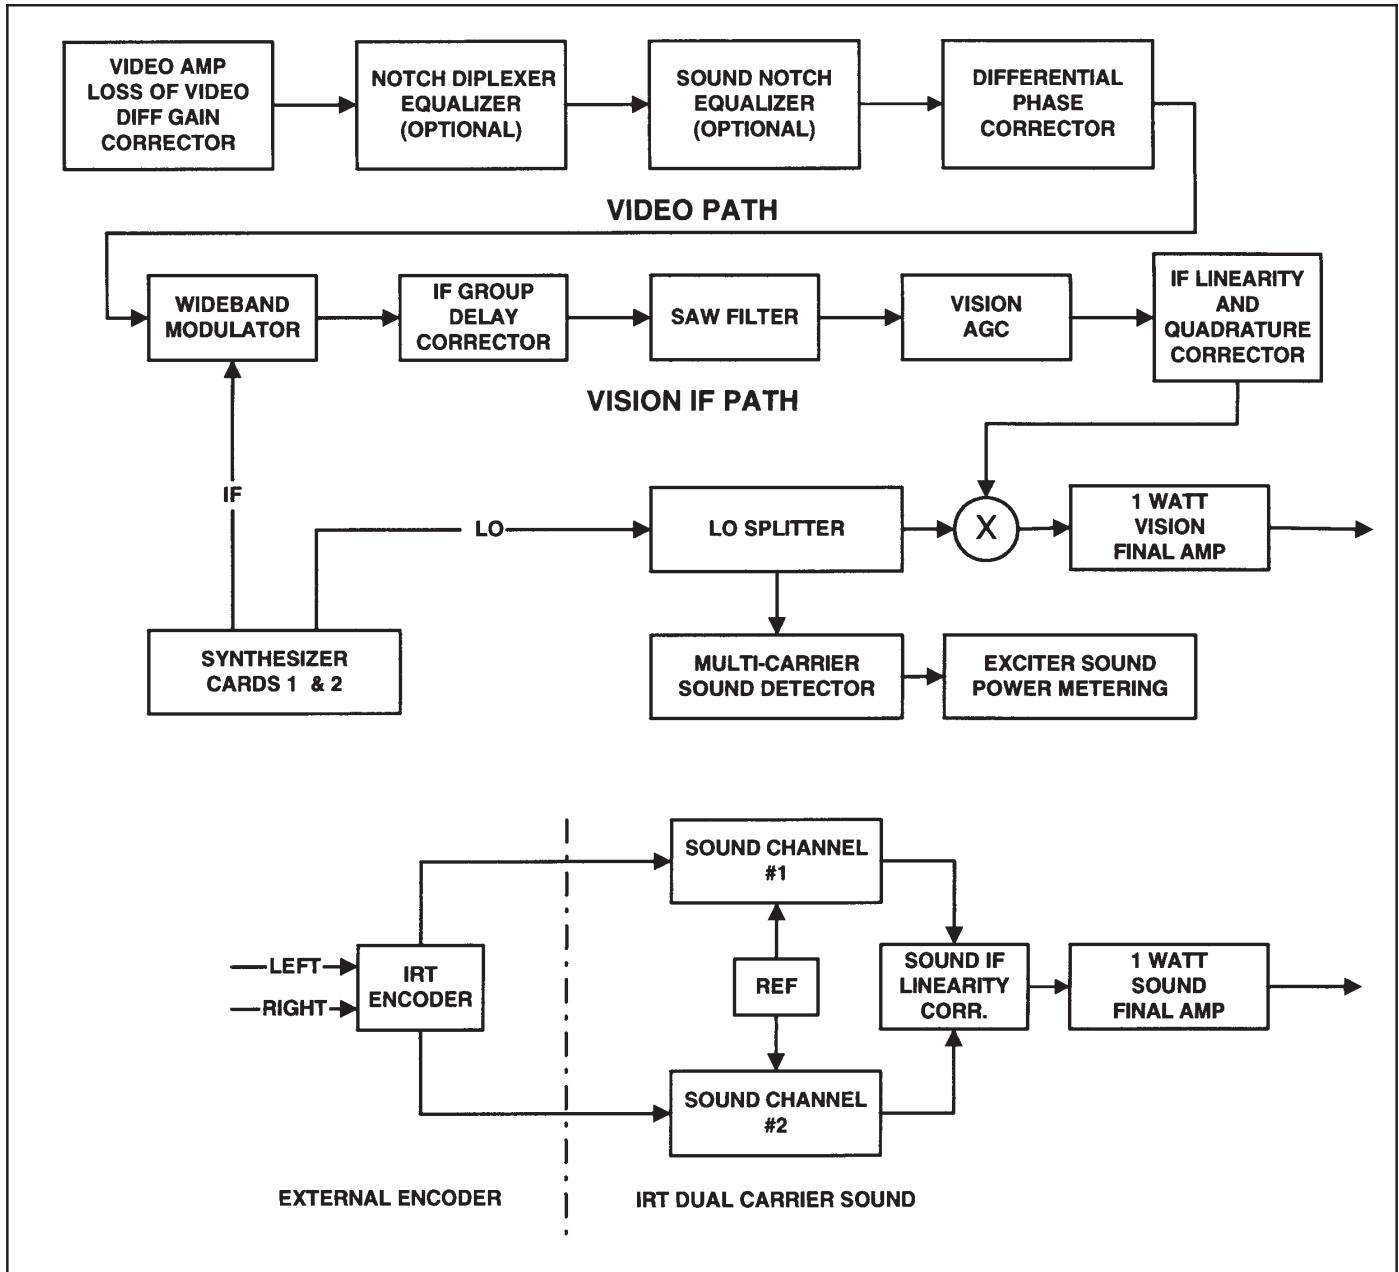 VIDEO AMP
LOSS OF VIDEO
DIFF GAIN
CORRECTOR
NOTCH DIPLEXER
EQUALIZER
(OPTIONAL)
SOUND NOTCH
EQUALIZER
(OPTIONAL)
DIFFERENTIAL
PHASE
CORRECTOR
VIDEO PATH
WIDEBAND
MODULATOR
IF GROUP
DELAY
CORRECTOR
SAW FILTER
VISION
AGC
IF LINEARITY
AND
QUADRATURE
CORRECTOR
VISION IF PATH
IF
LO
LO SPLITTER
X
1 WATT
VISION
FINAL AMP
SYNTHESIZER
CARDS 1 & 2
MULTI-CARRIER
SOUND DETECTOR
EXCITER SOUND
POWER METERING
SOUND CHANNEL
#1
LEFT
RIGHT
IRT
ENCODER
REF
SOUND IF
LINEARITY
CORR.
1 WATT
SOUND
FINAL AMP
SOUND CHANNEL
#2
EXTERNAL ENCODER
IRT DUAL CARRIER SOUND